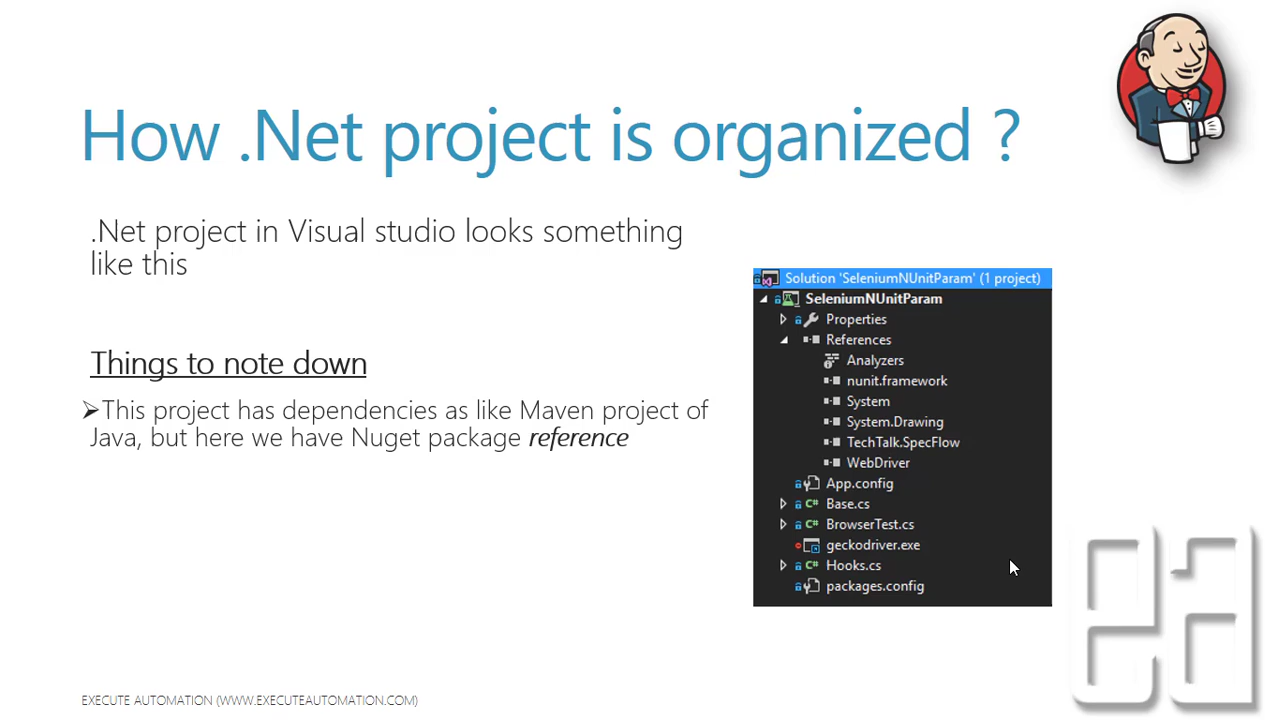 How .Net project is organized ?
.Net project in Visual studio looks something
like this
Things to note down
➢This project has dependencies as like Maven project of
Java, but here we have Nuget package reference
Solution 'SeleniumNUnitParam' (1 project)
SeleniumNUnitParam
Properties
References
Analyzers
nunit.framework
System
System.Drawing
TechTalk.SpecFlow
WebDriver
App.config
C# Base.cs
C# BrowserTest.cs
geckodriver.exe
C# Hooks.cs
packages.config
ea
EXECUTE AUTOMATION (WWW.EXECUTEAUTOMATION.COM)